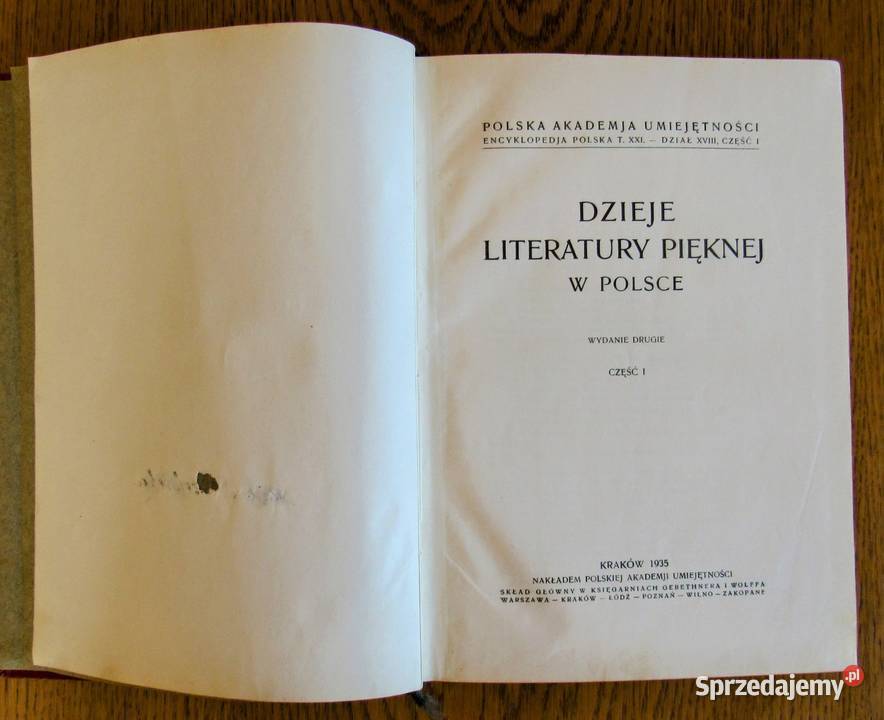 POLSKA AKADEMJA UMIEJĘTNOŚCI
ENCYKLOPEDJA POLSKA T. XXI. — DZIAŁ XVIII, CZĘŚĆ I
DZIEJE
LITERATURY PIĘKNEJ
W POLSCE
WYDANIE DRUGIE
CZĘŚĆ I
KRAKÓW 1935
NAKŁADEM POLSKIEJ AKADEMJI UMIEJĘTNOŚCI
SKŁAD GŁÓWNY W KSIĘGARNIACH GEBETHNERA I WOLFFA
WARSZAWA — KRAKÓW — ŁÓDŹ — POZNAŃ — WILNO — ZAKOPANE
Sprzedajemy.pl